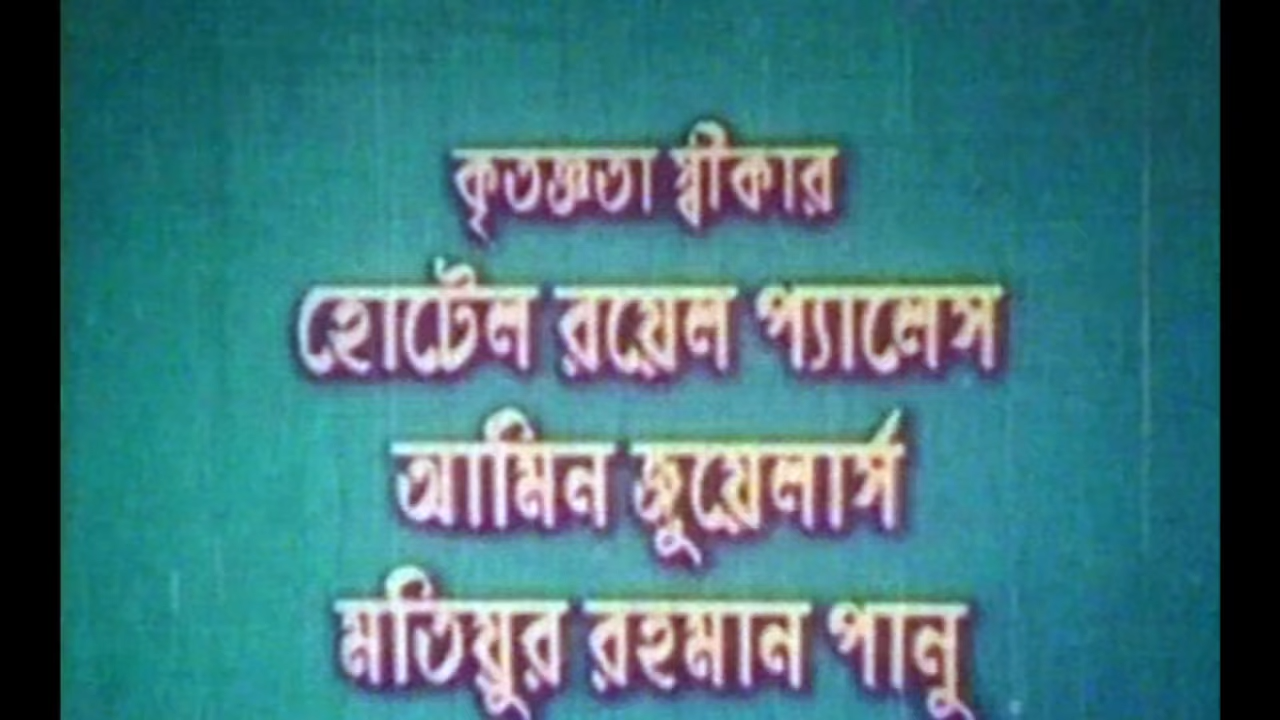 কৃতজ্ঞতা স্বীকার
হোটেল রয়েল প্যালেস
আমিন জুয়েলার্স
মতিয়ুর রহমান পানু